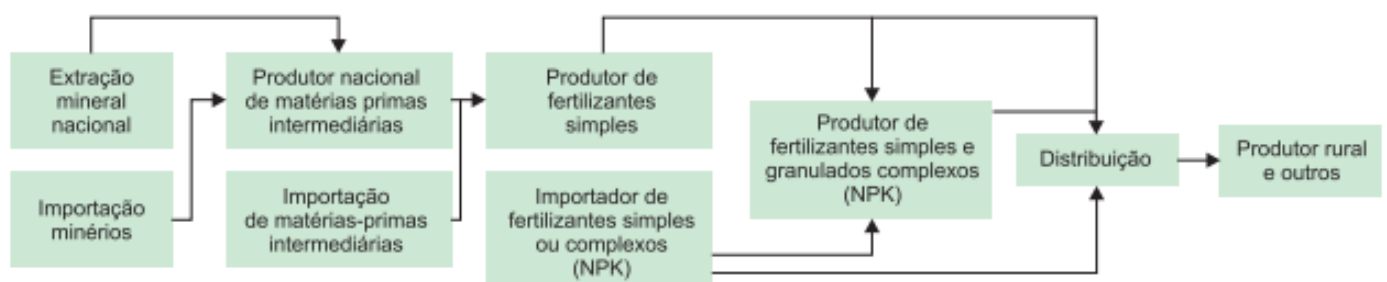 Extração
mineral
nacional
Importação
minérios
Produtor nacional
de matérias primas
intermediárias
Importação
de matérias-primas
intermediárias
Produtor de
fertilizantes
simples
Importador de
fertilizantes simples
ou complexos
(NPK)
Produtor de
fertilizantes simples e
granulados complexos
(NPK)
Distribuição
Produtor rural
e outros